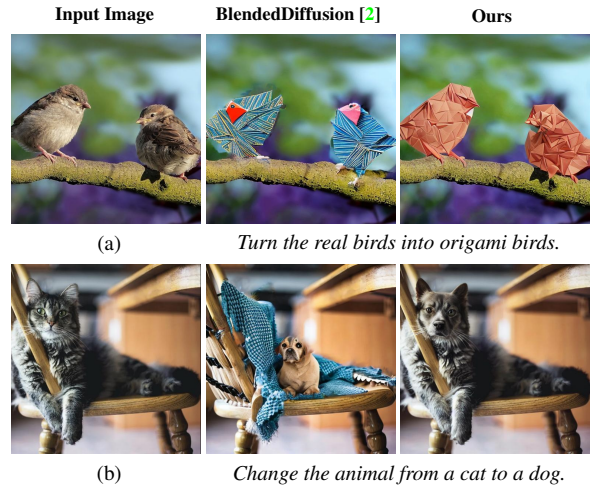 Input Image BlendedDiffusion [2] Ours
(a) Turn the real birds into origami birds.
(b) Change the animal from a cat to a dog.